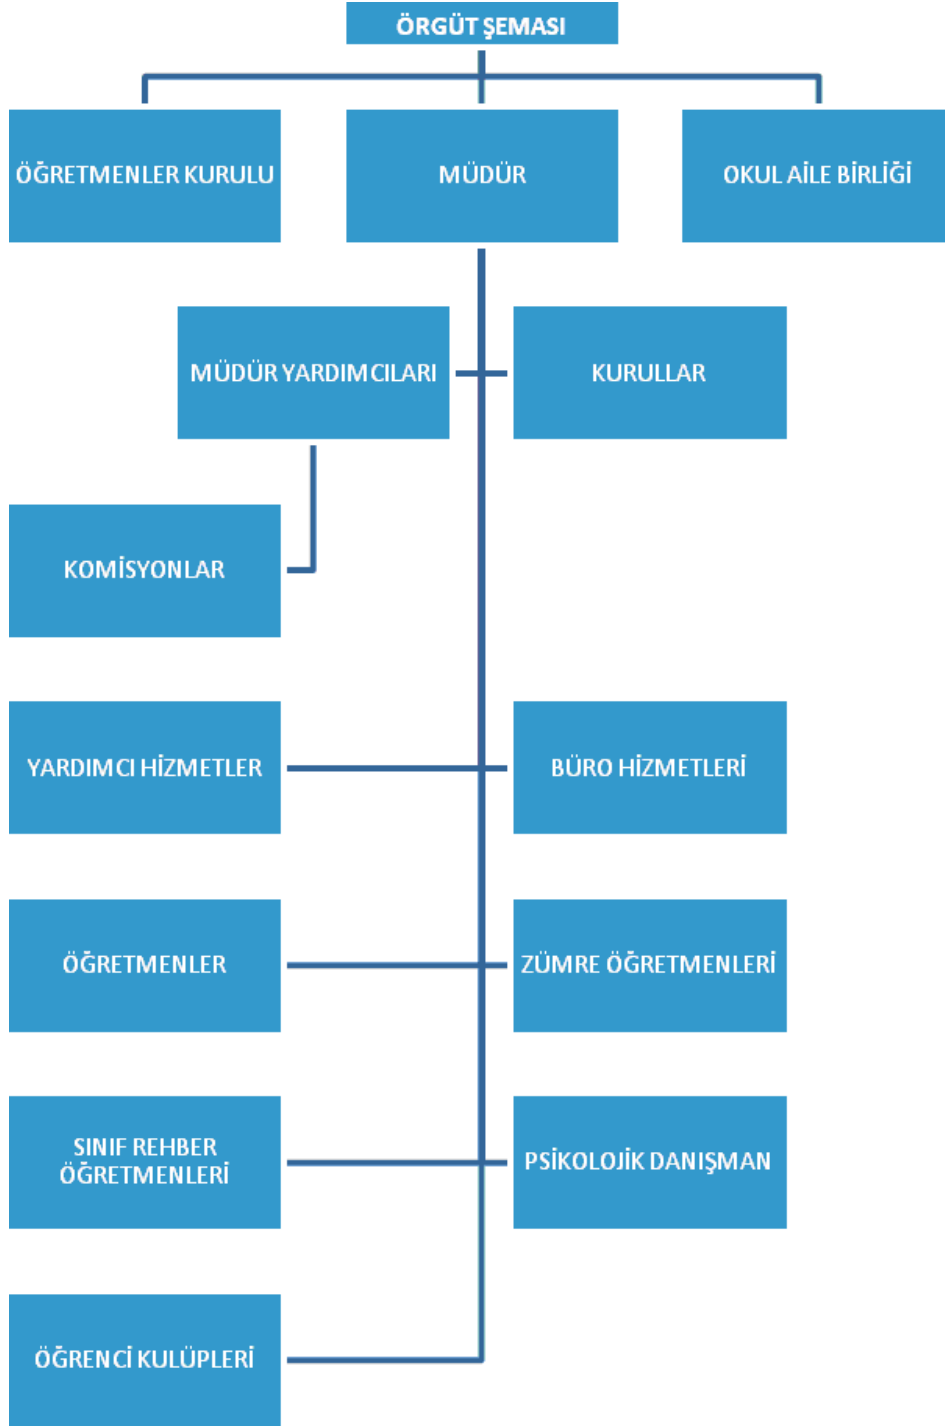 ÖRGÜT ŞEMASI
ÖĞRETMENLER KURULU
MÜDÜR
OKUL AİLE BİRLİĞİ
MÜDÜR YARDIMCILARI
KURULLAR
KOMİSYONLAR
YARDIMCI HİZMETLER
BÜRO HİZMETLERİ
ÖĞRETMENLER
ZÜMRE ÖĞRETMENLERİ
SINIF REHBER
ÖĞRETMENLERİ
PSİKOLOJİK DANIŞMAN
ÖĞRENCİ KULÜPLERİ